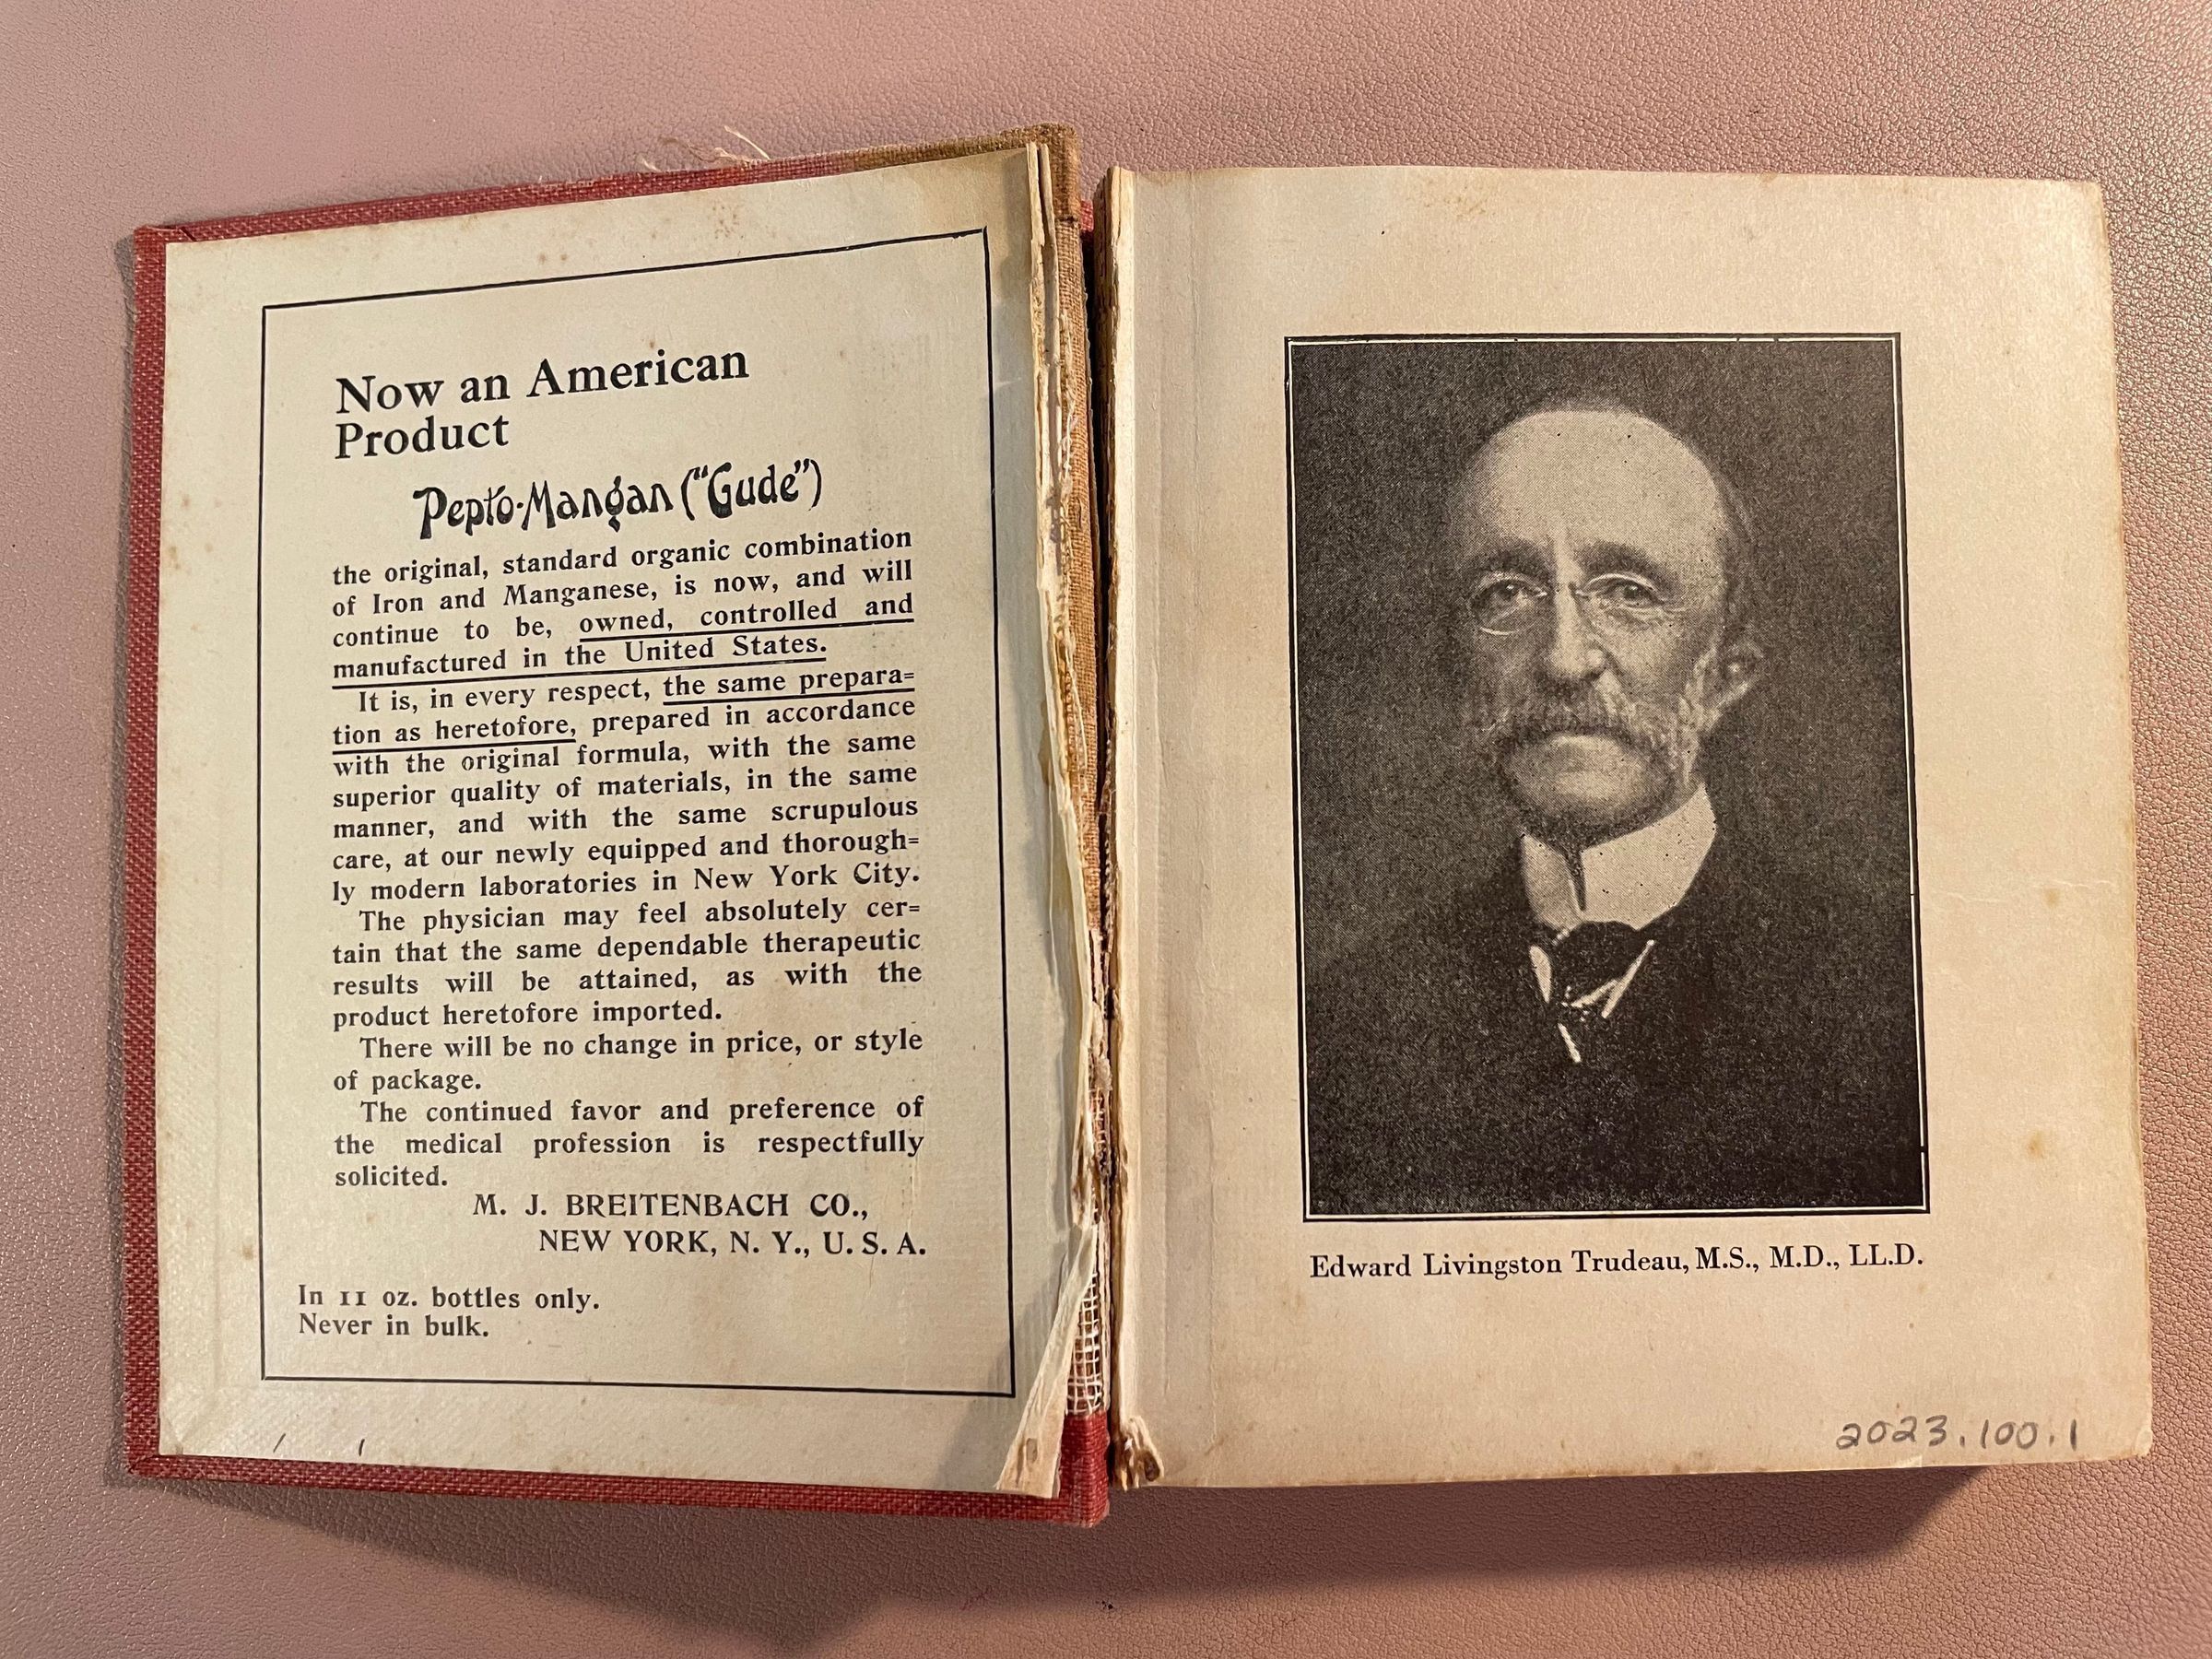 Now an American
Product
Pepto-Mangan ("Gude")
the original, standard organic combination
of Iron and Manganese, is now, and will
continue to be, owned, controlled and
manufactured in the United States.
It is, in every respect, the same prepara=
tion as heretofore, prepared in accordance
with the original formula, with the same
superior quality of materials, in the same
manner, and with the same scrupulous
care, at our newly equipped and thorough=
ly modern laboratories in New York City.
The physician may feel absolutely cer=
tain that the same dependable therapeutic
results will be attained, as with the
product heretofore imported.
There will be no change in price, or style
of package.
The continued favor and preference of
the medical profession is respectfully
solicited.
M. J. BREITENBACH CO.,
NEW YORK, N. Y., U. S. A.
In 11 oz. bottles only.
Never in bulk.
Edward Livingston Trudeau, M.S., M.D., LL.D.
2023.100.1